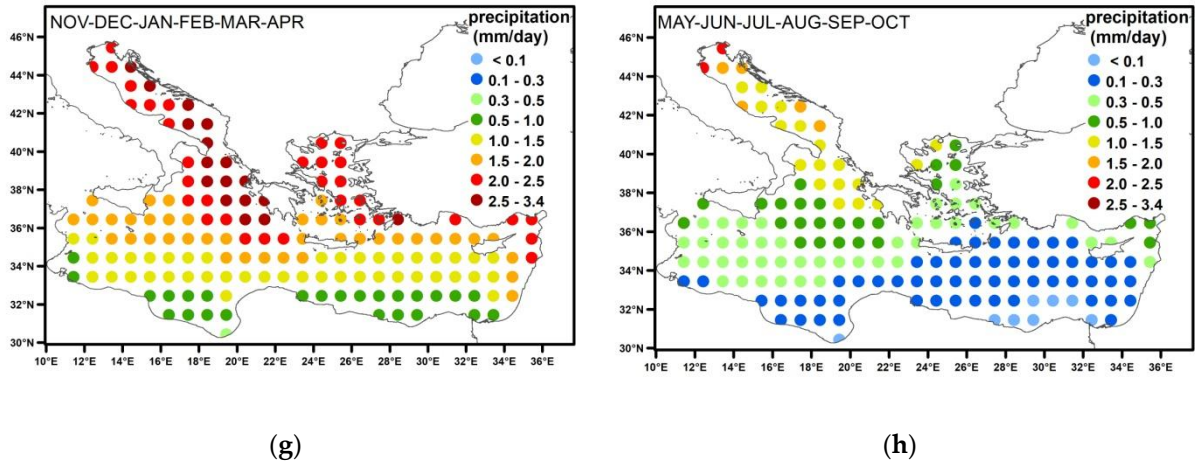 NOV-DEC-JAN-FEB-MAR-APR
precipitation
(mm/day)
< 0.1
0.1 - 0.3
0.3 - 0.5
0.5 - 1.0
1.0 - 1.5
1.5 - 2.0
2.0 - 2.5
2.5 - 3.4
46°N
44°N
42°N
40°N
38°N
36°N
34°N
32°N
30°N
10°E 12°E 14°E 16°E 18°E 20°E 22°E 24°E 26°E 28°E 30°E 32°E 34°E 36°E
(g)
MAY-JUN-JUL-AUG-SEP-OCT
precipitation
(mm/day)
< 0.1
0.1 - 0.3
0.3 - 0.5
0.5 - 1.0
1.0 - 1.5
1.5 - 2.0
2.0 - 2.5
2.5 - 3.4
46°N
44°N
42°N
40°N
38°N
36°N
34°N
32°N
30°N
10°E 12°E 14°E 16°E 18°E 20°E 22°E 24°E 26°E 28°E 30°E 32°E 34°E 36°E
(h)